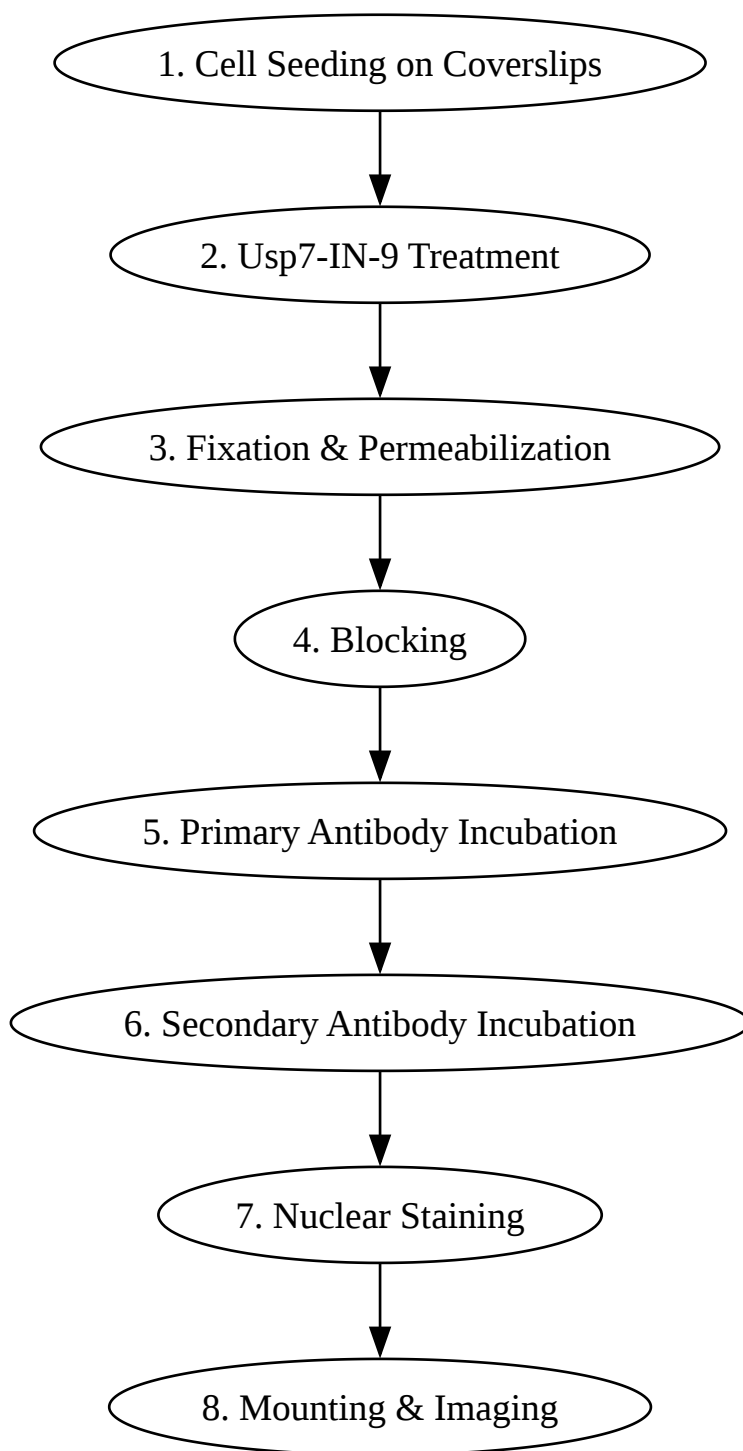 1. Cell Seeding on Coverslips
2. Usp7-IN-9 Treatment
3. Fixation & Permeabilization
4. Blocking
5. Primary Antibody Incubation
6. Secondary Antibody Incubation
7. Nuclear Staining
8. Mounting & Imaging